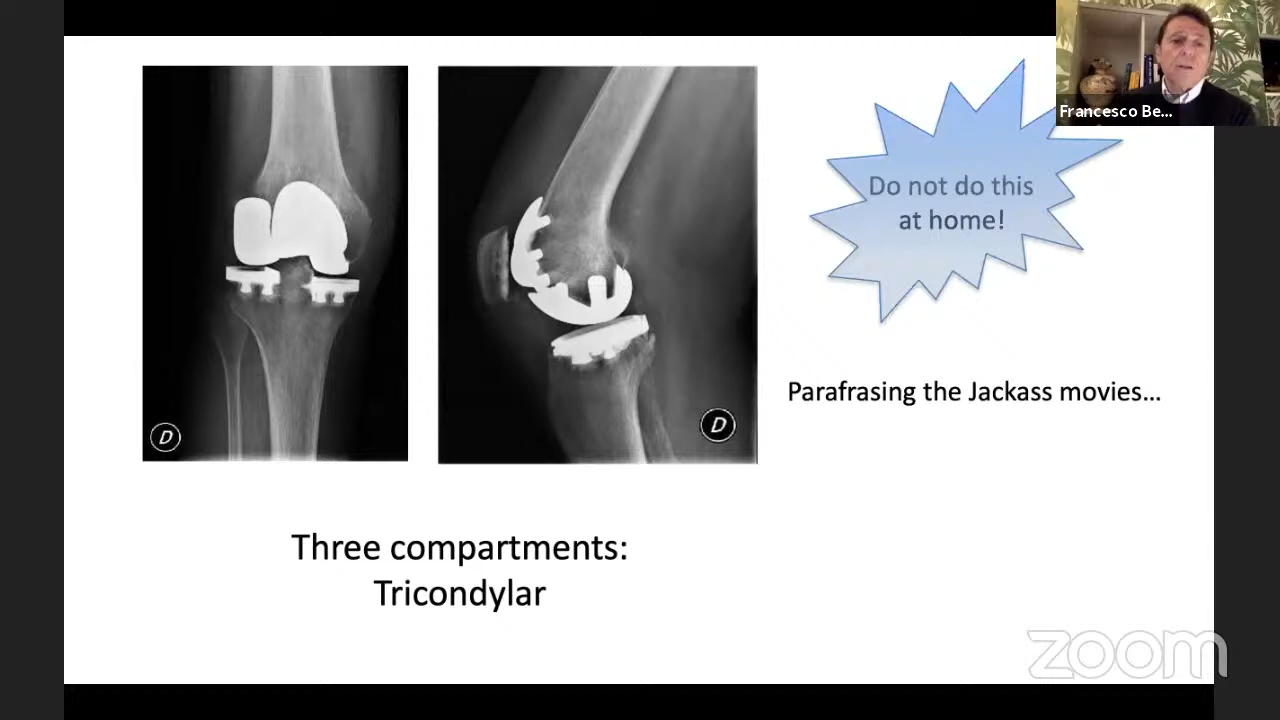 Francesco Be...
Do not do this
at home!
Parafrasing the Jackass movies...
D
D
Three compartments:
Tricondylar
zoom